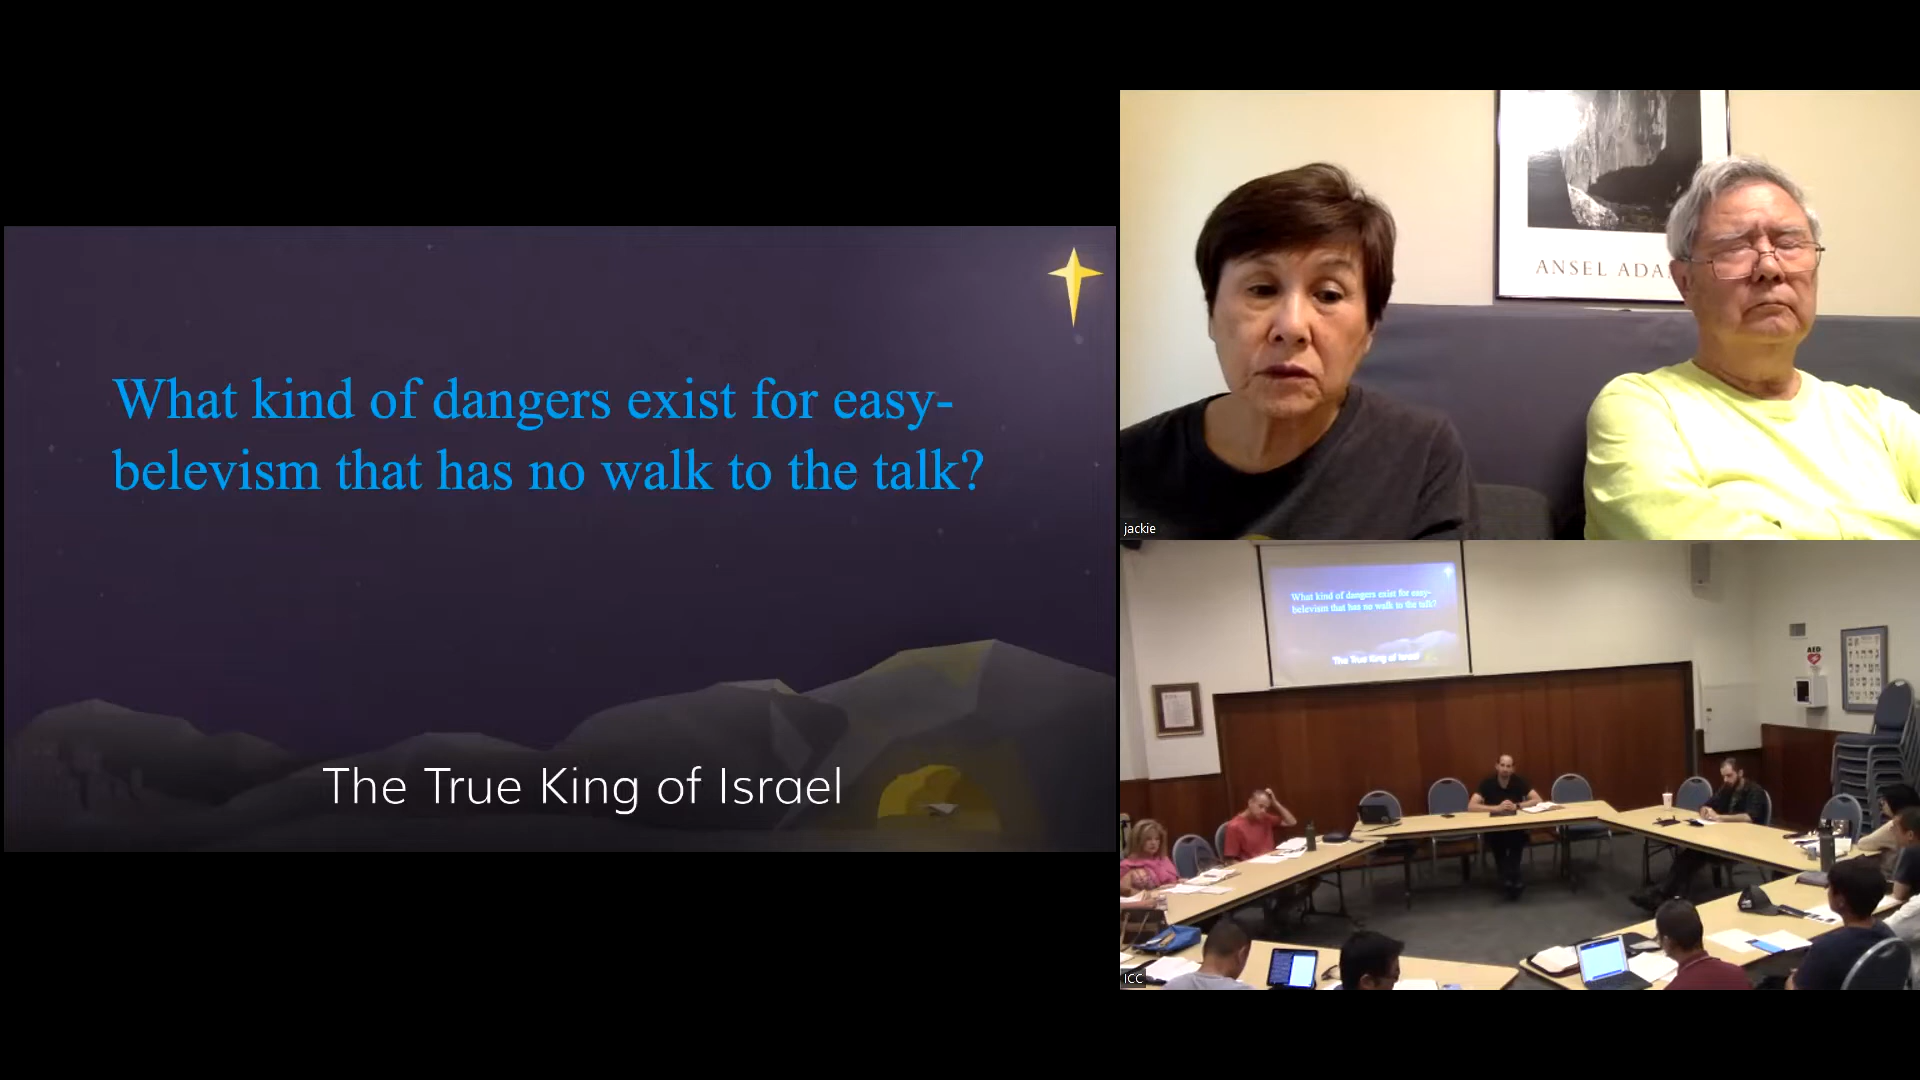 What kind of dangers exist for easy-
belevism that has no walk to the talk?
The True King of Israel
ANSEL ADA
jackie
What kind of dangers exist for easy-
belevism that has no walk to the talk?
The True King of Israel
AED
ICC